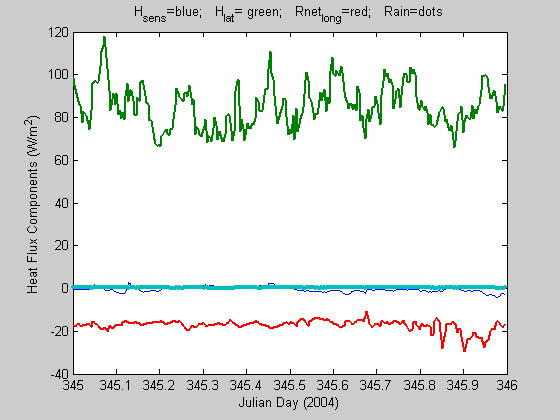 H_sens=blue;   H_lat= green;   Rnet_long=red;   Rain=dots
120
100
80
60
40
20
0
-20
-40
Heat Flux Components (W/m²)
345 345.1 345.2 345.3 345.4 345.5 345.6 345.7 345.8 345.9 346
Julian Day (2004)